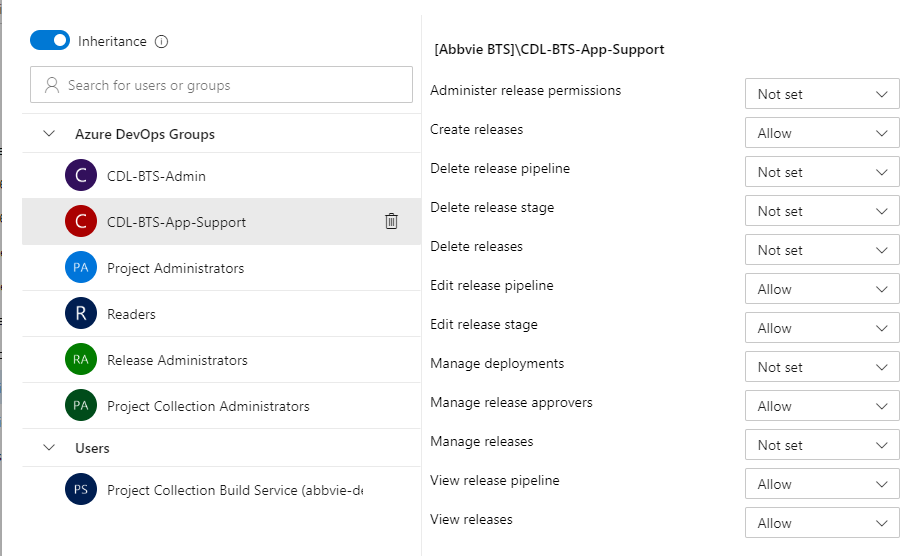 Inheritance
Search for users or groups
Azure DevOps Groups
C CDL-BTS-Admin
C CDL-BTS-App-Support
PA Project Administrators
R Readers
RA Release Administrators
PA Project Collection Administrators
Users
PS Project Collection Build Service (abbvie-de
[Abbvie BTS]\CDL-BTS-App-Support
Administer release permissions Not set
Create releases Allow
Delete release pipeline Not set
Delete release stage Not set
Delete releases Not set
Edit release pipeline Allow
Edit release stage Allow
Manage deployments Not set
Manage release approvers Allow
Manage releases Not set
View release pipeline Allow
View releases Allow